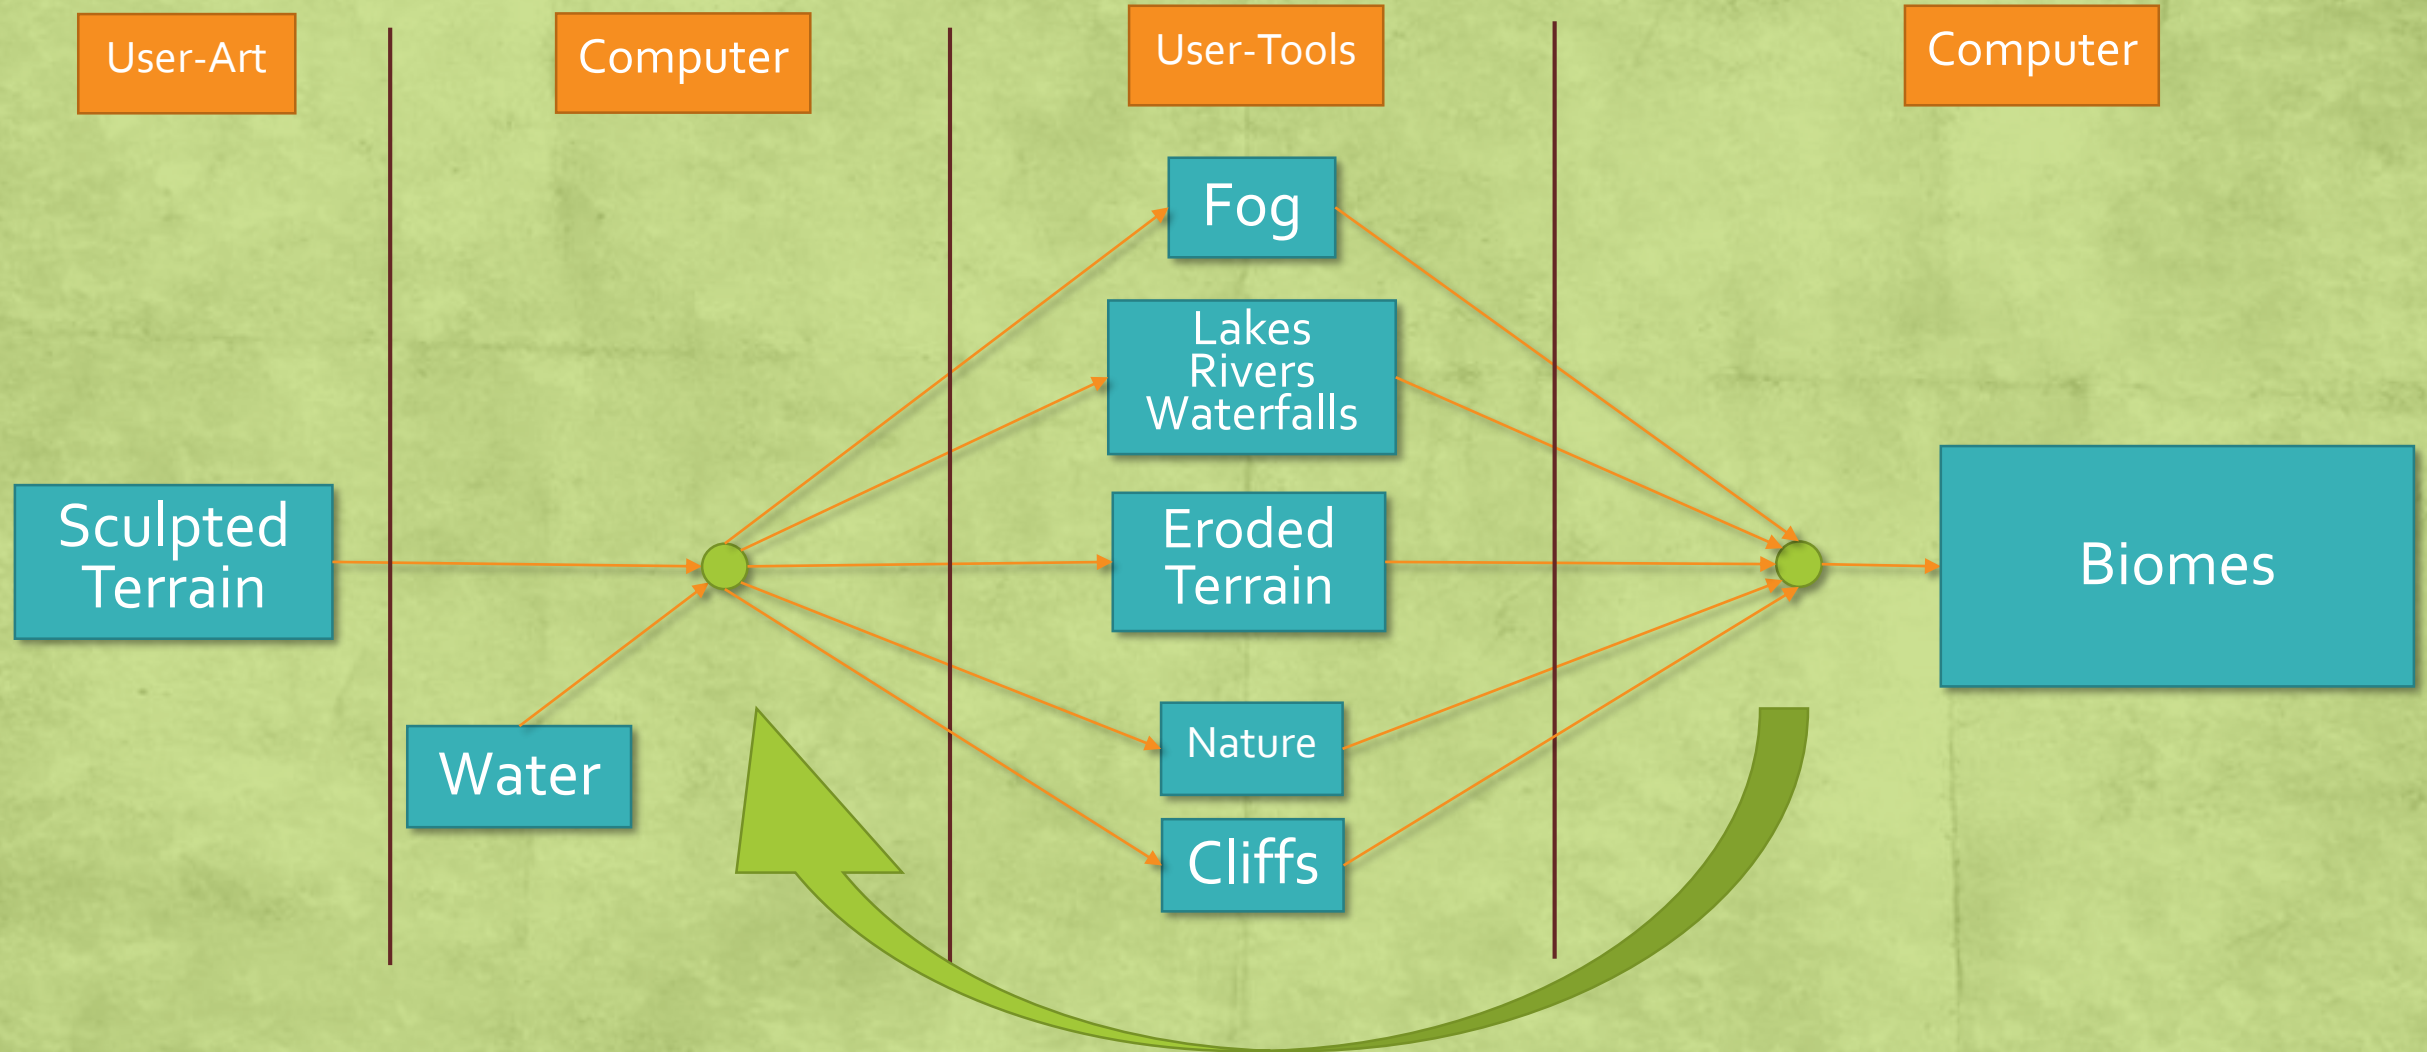 User-Art
Computer
User-Tools
Computer
Fog
Lakes
Rivers
Waterfalls
Sculpted
Terrain
Eroded
Terrain
Biomes
Water
Nature
Cliffs